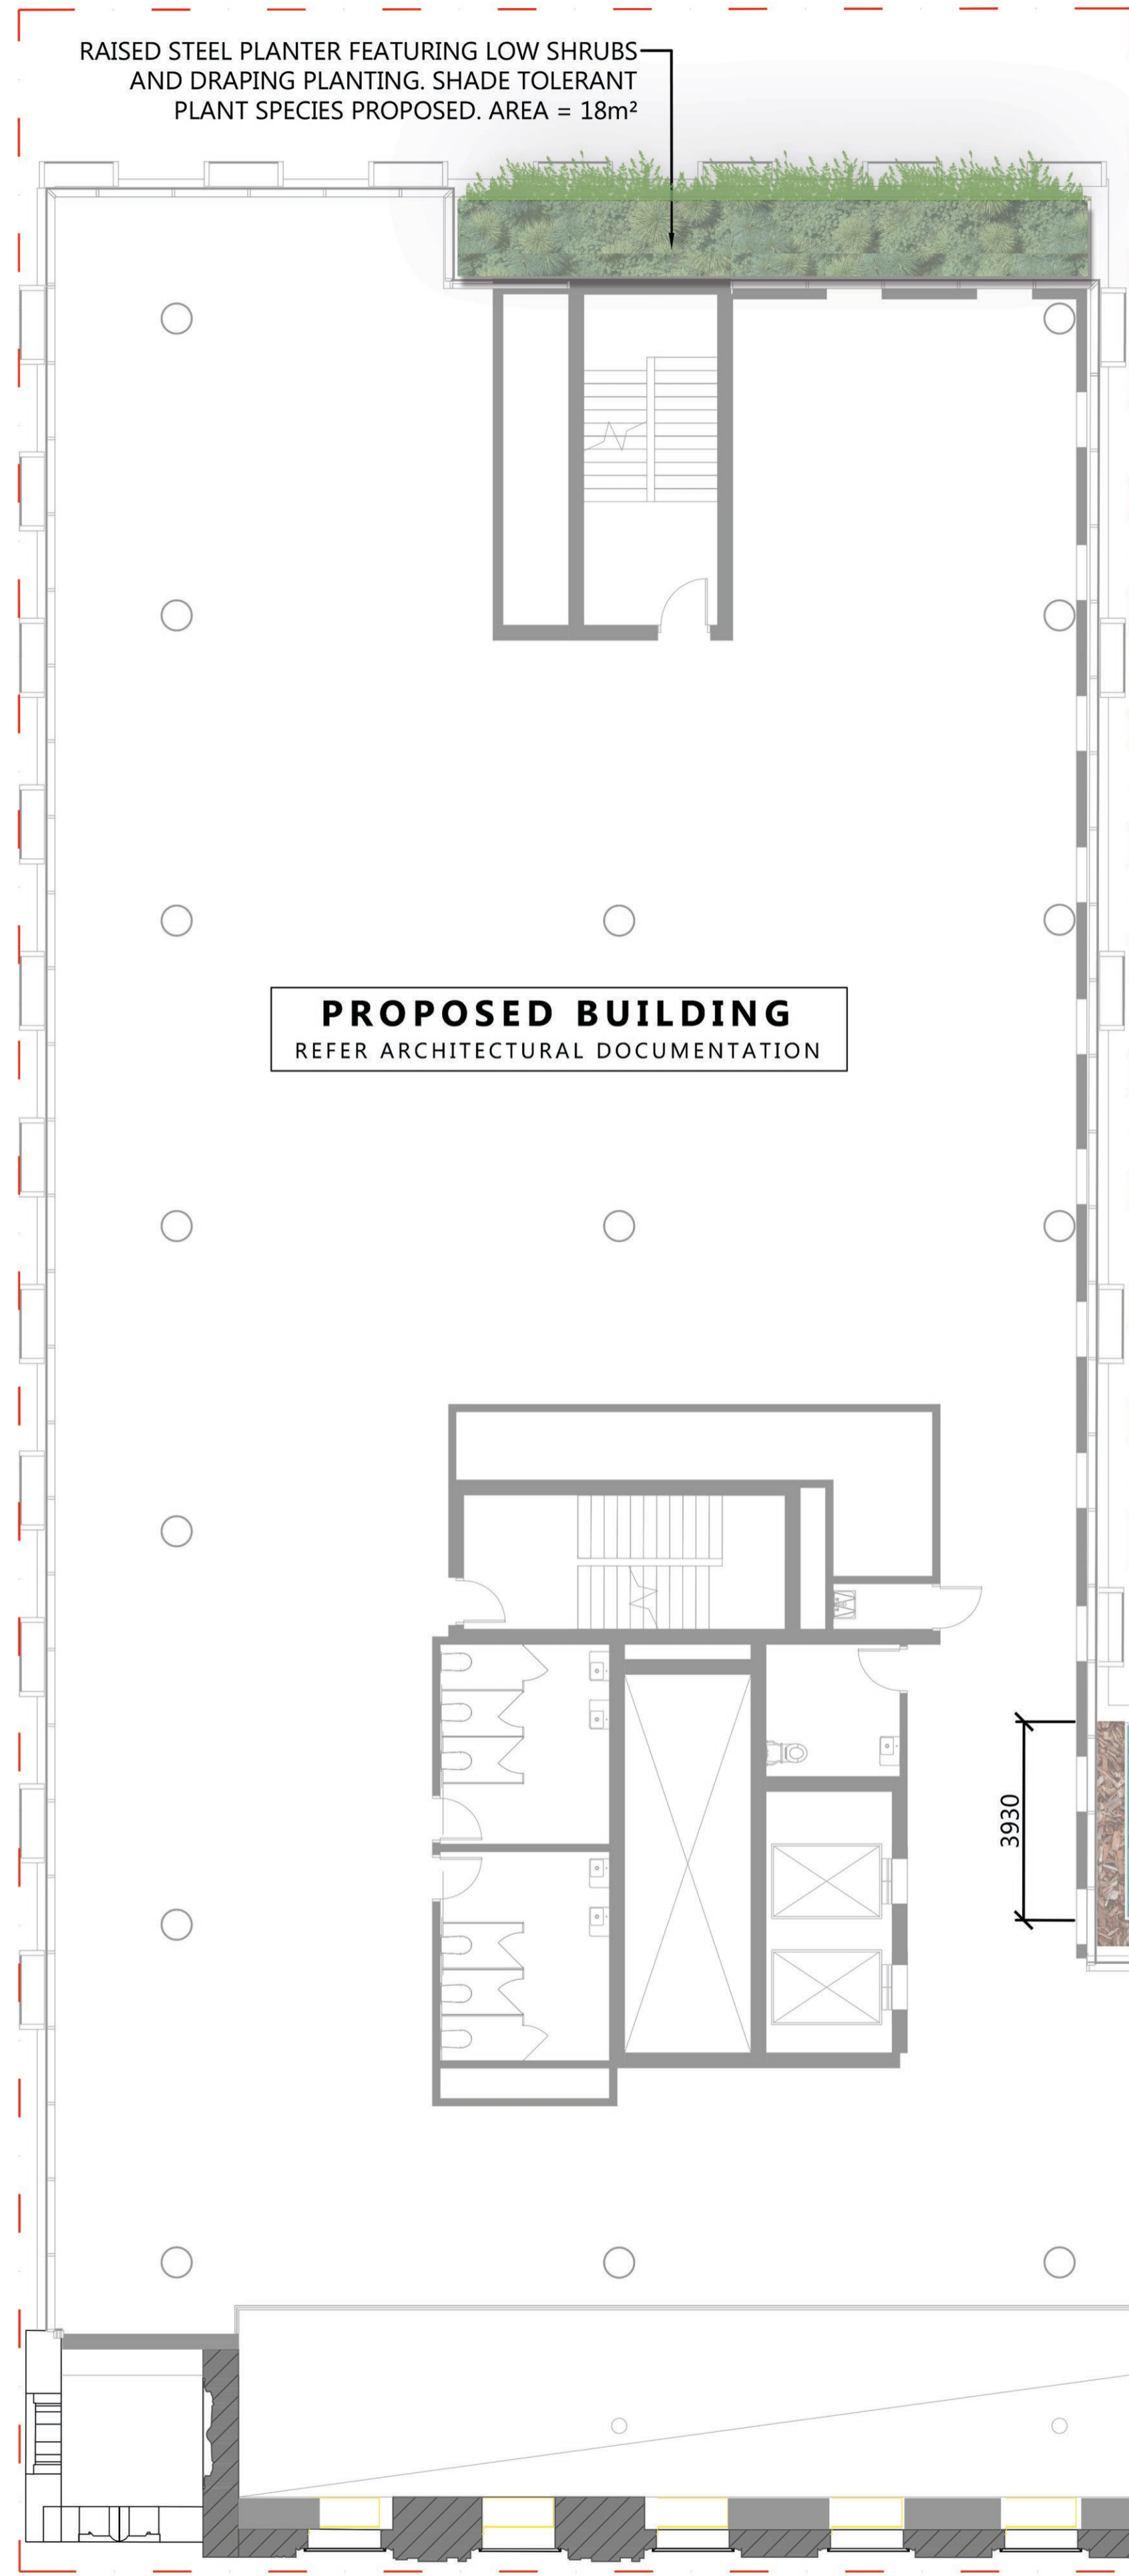 RAISED STEEL PLANTER FEATURING LOW SHRUBS
AND DRAPING PLANTING. SHADE TOLERANT
PLANT SPECIES PROPOSED. AREA = 18m²
PROPOSED BUILDING
REFER ARCHITECTURAL DOCUMENTATION
3930